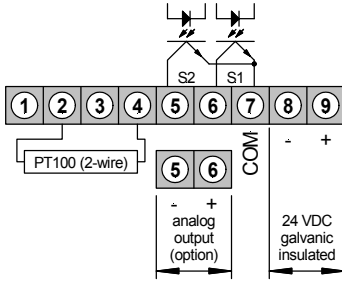 S2 S1
1 2 3 4 5 6 7 8 9
PT100 (2-wire)
5 6
COM
- +
- +
analog
output
(option)
24 VDC
galvanic
insulated